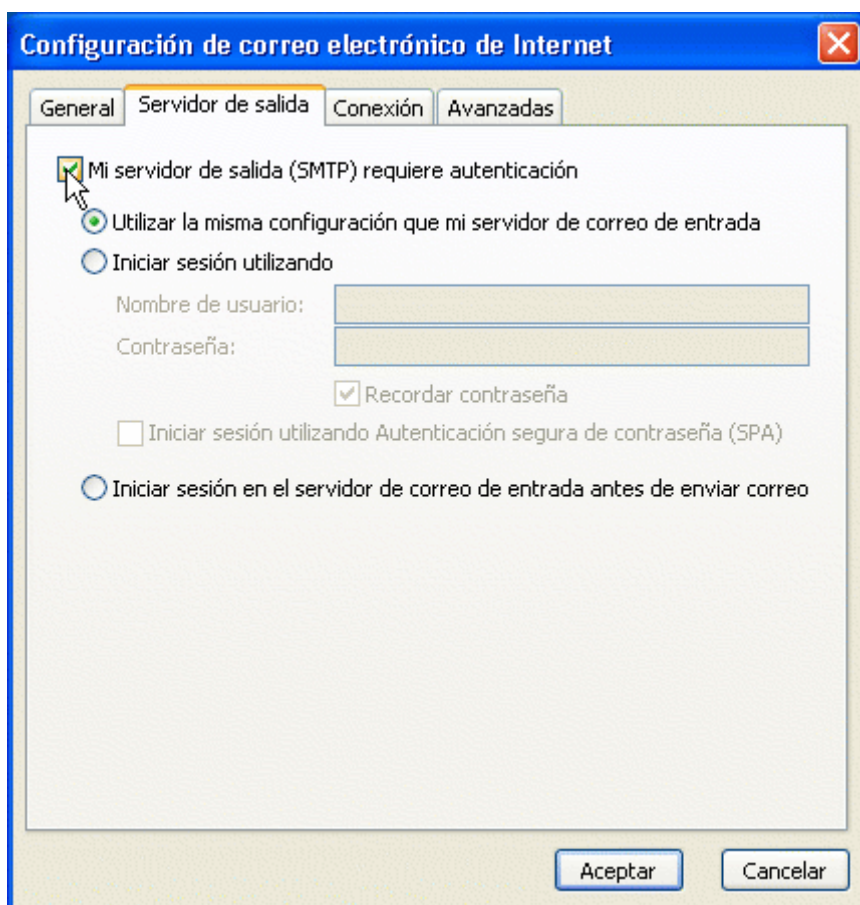 Configuración de correo electrónico de Internet
General Servidor de salida Conexión Avanzadas
Mi servidor de salida (SMTP) requiere autenticación
Utilizar la misma configuración que mi servidor de correo de entrada
Iniciar sesión utilizando
Nombre de usuario:
Contraseña:
Recordar contraseña
Iniciar sesión utilizando Autenticación segura de contraseña (SPA)
Iniciar sesión en el servidor de correo de entrada antes de enviar correo
Aceptar Cancelar